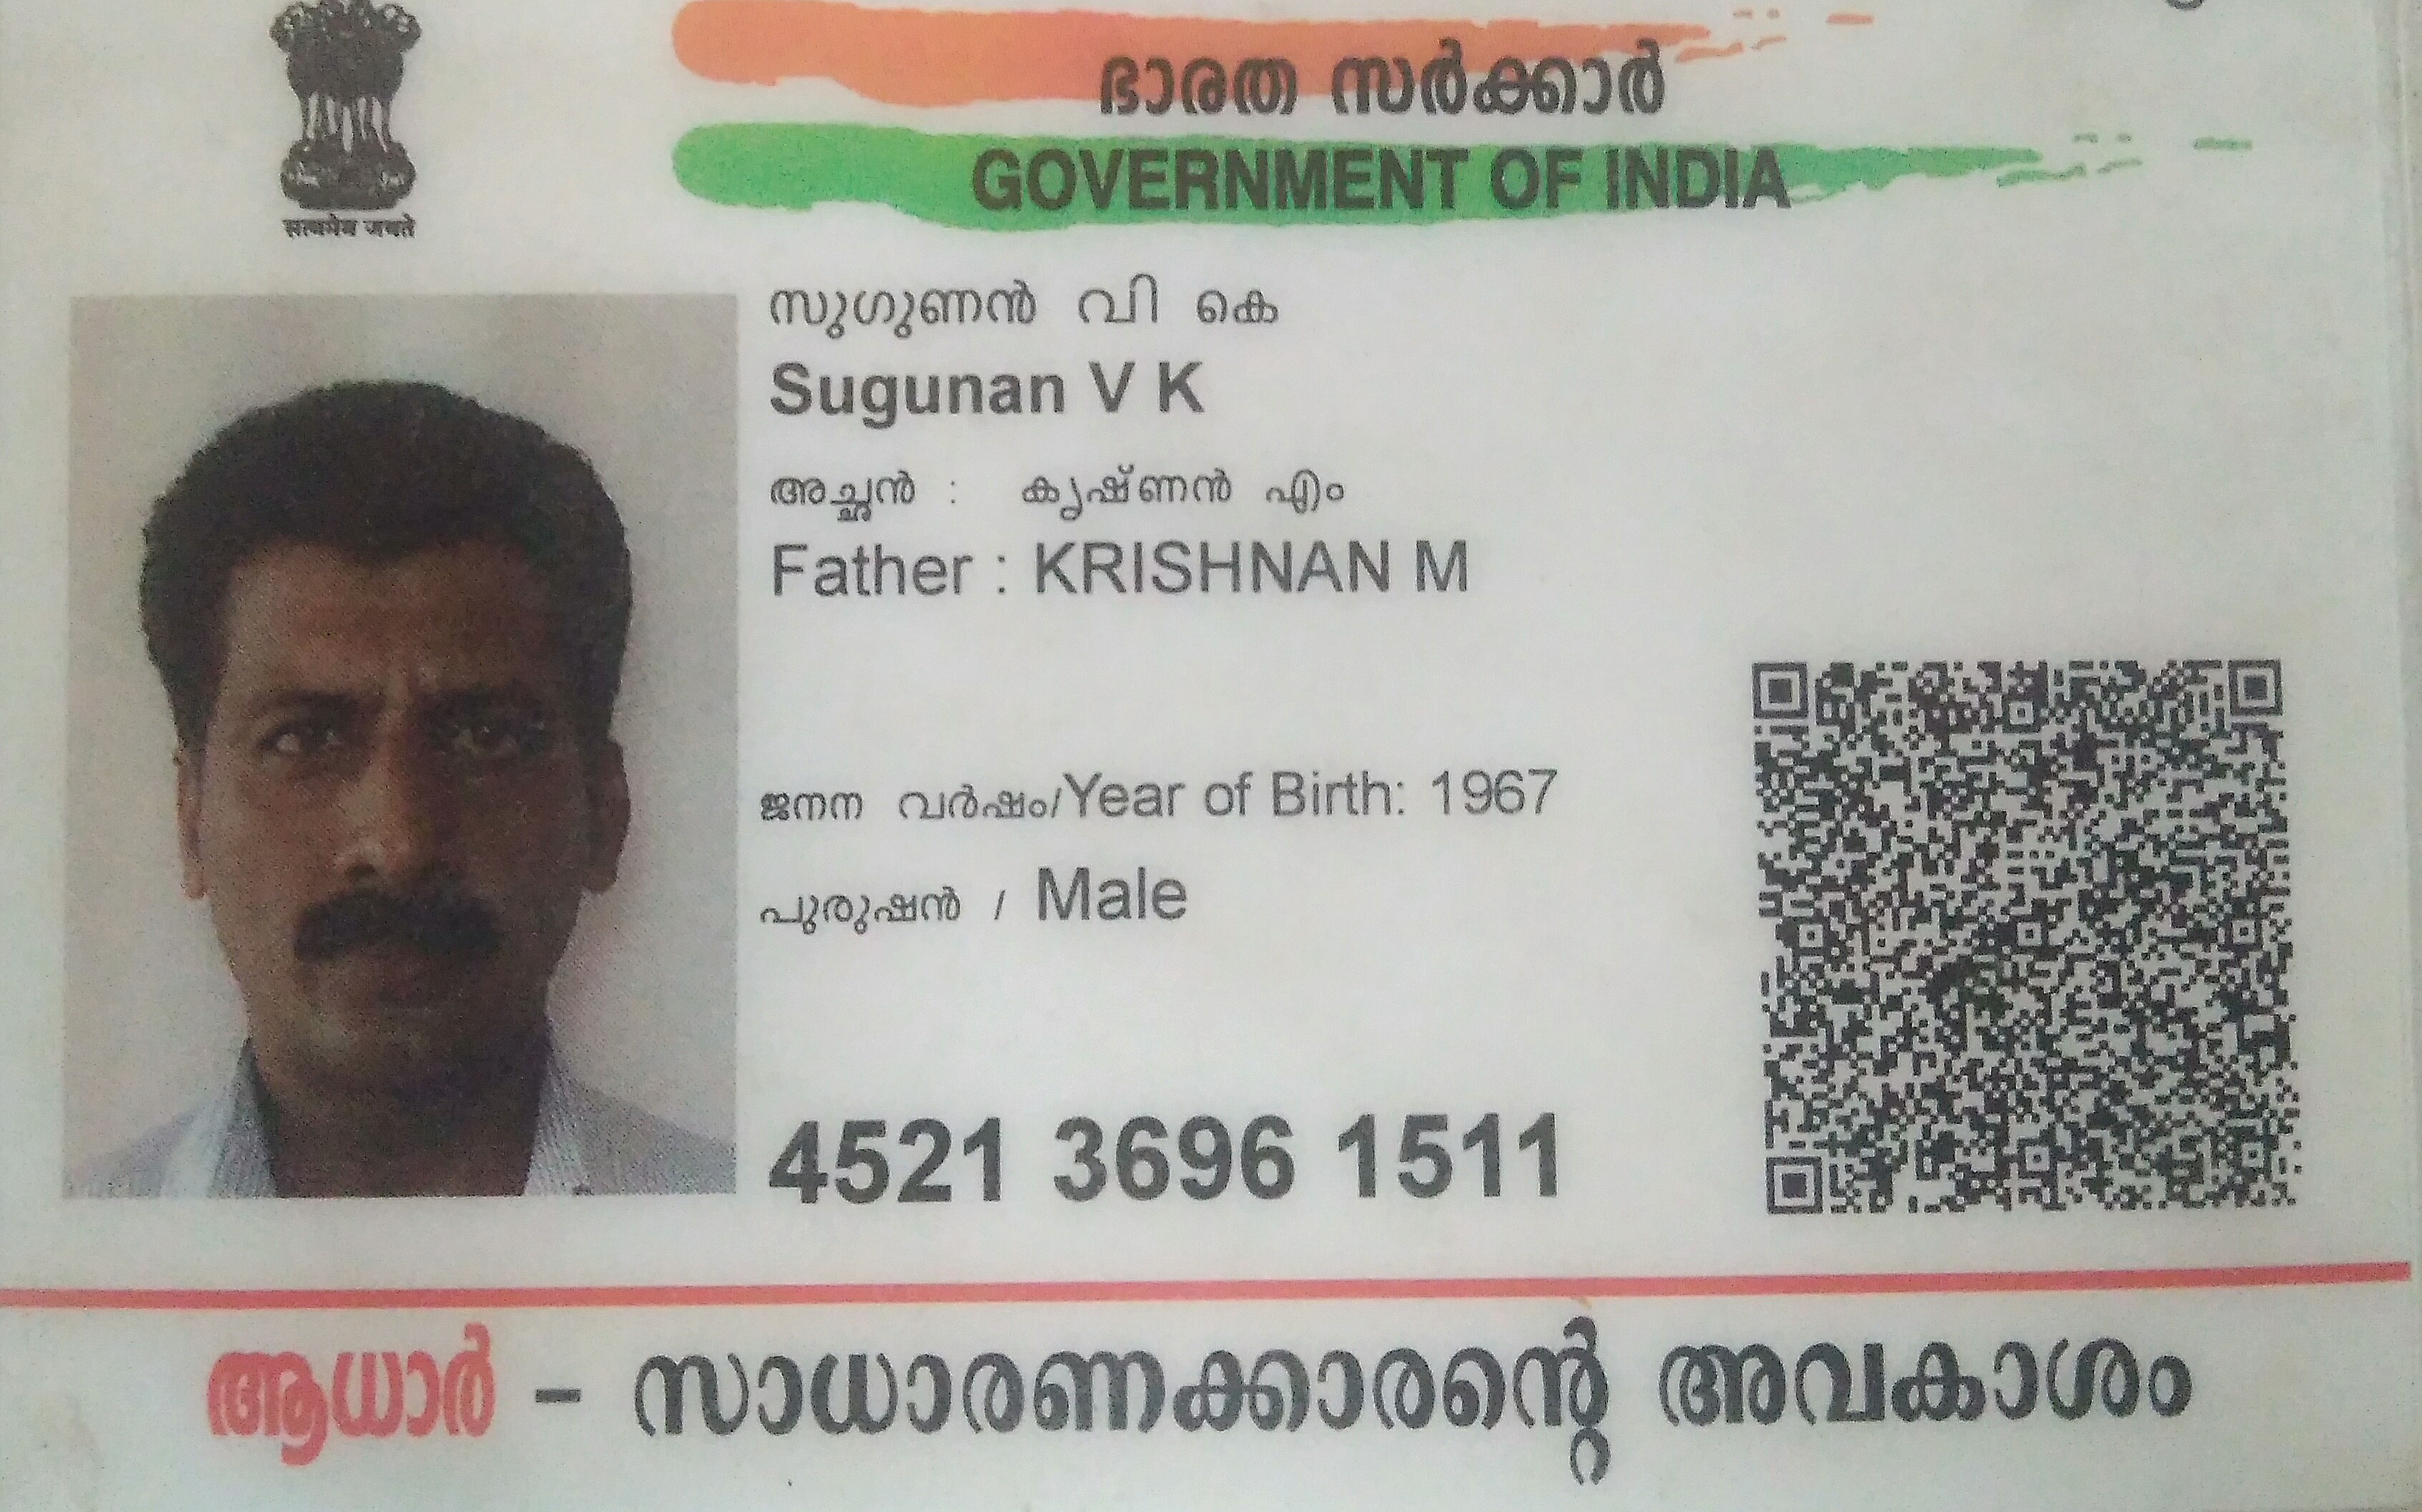 सत्यमेव जयते
ഭാരത സർക്കാർ
GOVERNMENT OF INDIA
സുഗുണൻ വി കെ
Sugunan V K
അച്ഛൻ : കൃഷ്ണൻ എം
Father : KRISHNAN M
ജനന വർഷം/Year of Birth: 1967
പുരുഷൻ / Male
4521 3696 1511
ആധാർ – സാധാരണക്കാരന്റെ അവകാശം